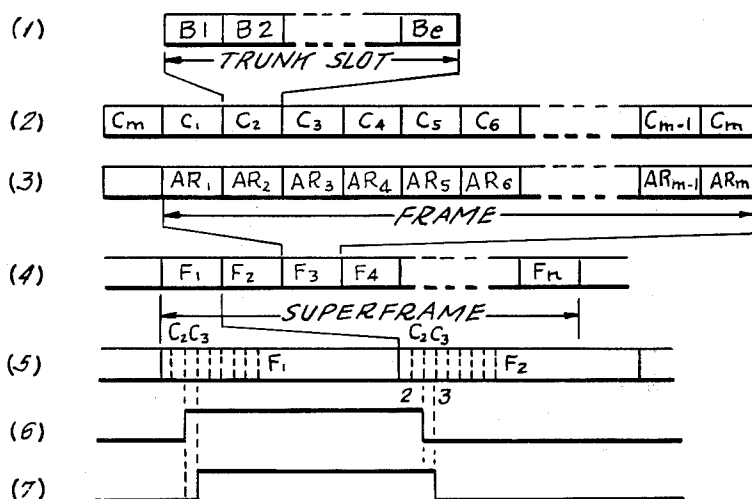 (1) B1 B2 Be
TRUNK SLOT
(2) Cm C1 C2 C3 C4 C5 C6 Cm-1 Cm
(3) AR1 AR2 AR3 AR4 AR5 AR6 ARm-1 ARm
FRAME
(4) F1 F2 F3 F4 Fn
SUPERFRAME
C2C3 C2C3
(5) F1 F2
2 3
(6)
(7)